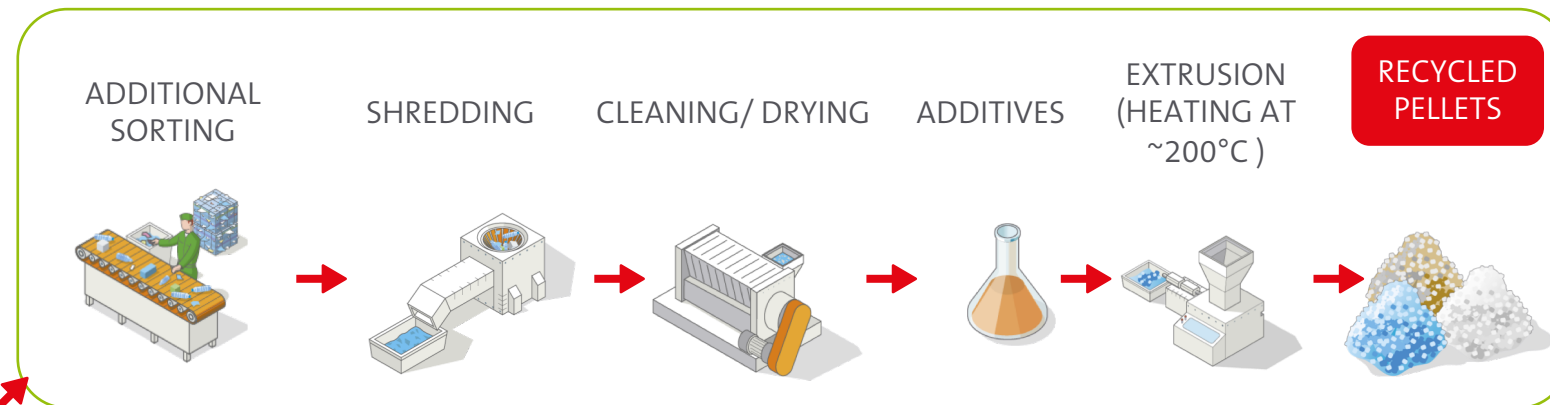 ADDITIONAL
SORTING
SHREDDING
CLEANING/ DRYING
ADDITIVES
EXTRUSION
(HEATING AT
~200°C )
RECYCLED
PELLETS